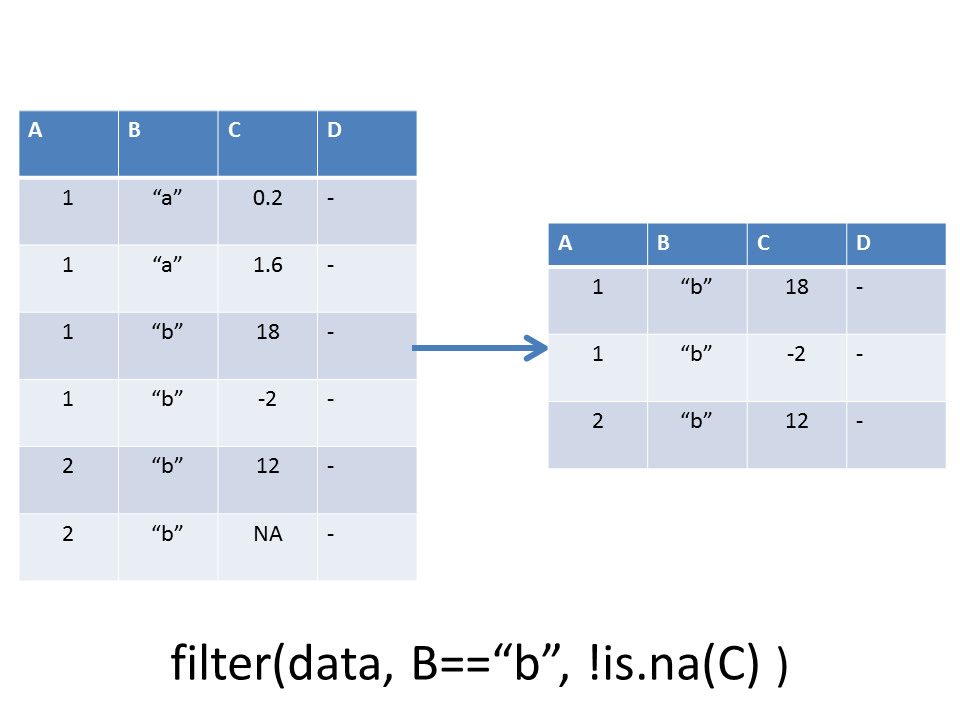 A B C D
1 “a” 0.2 -
1 “a” 1.6 -
1 “b” 18 -
1 “b” -2 -
2 “b” 12 -
2 “b” NA -
A B C D
1 “b” 18 -
1 “b” -2 -
2 “b” 12 -
filter(data, B==“b”, !is.na(C) )